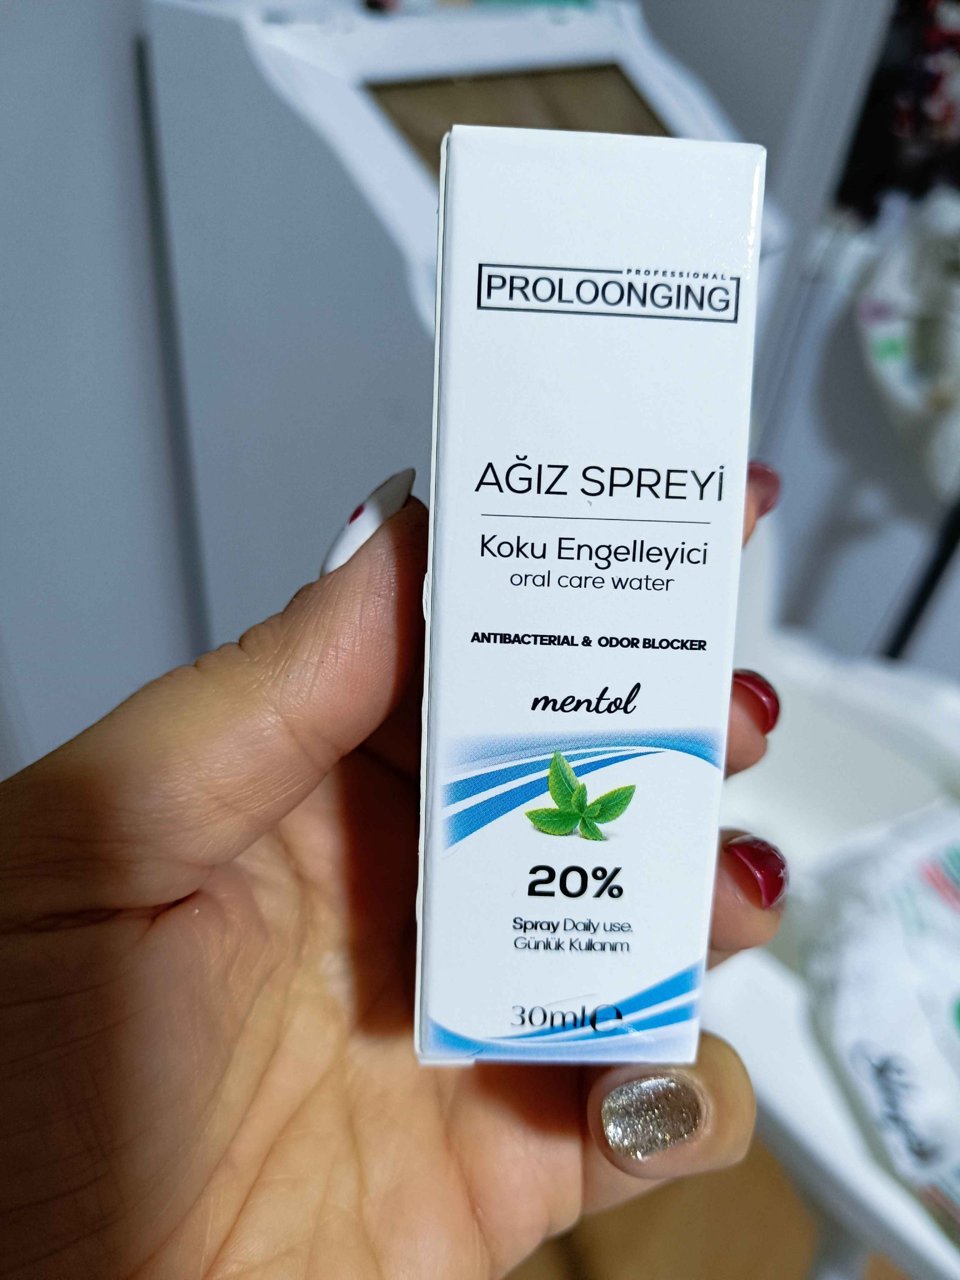 PROFESSIONAL
PROLOONGING
AĞIZ SPREYİ
Koku Engelleyici
oral care water
ANTIBACTERIAL & ODOR BLOCKER
mentol
20%
Spray Daily use.
Günlük Kullanım
30ml℮